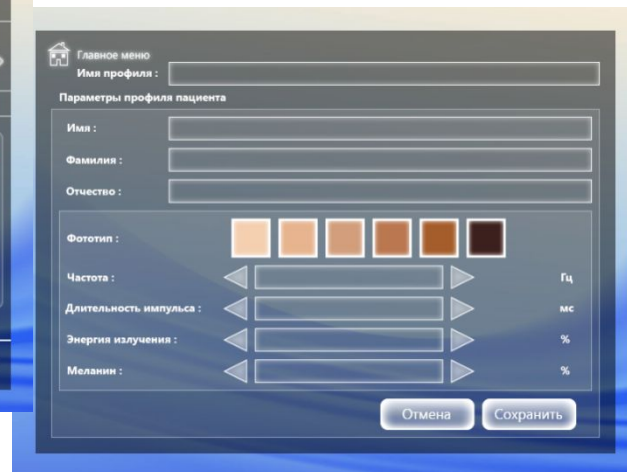 Главное меню
Имя профиля :
Параметры профиля пациента
Имя :
Фамилия :
Отчество :
Фототип :
Частота : Гц
Длительность импульса : мс
Энергия излучения : %
Меланин : %
Отмена Сохранить